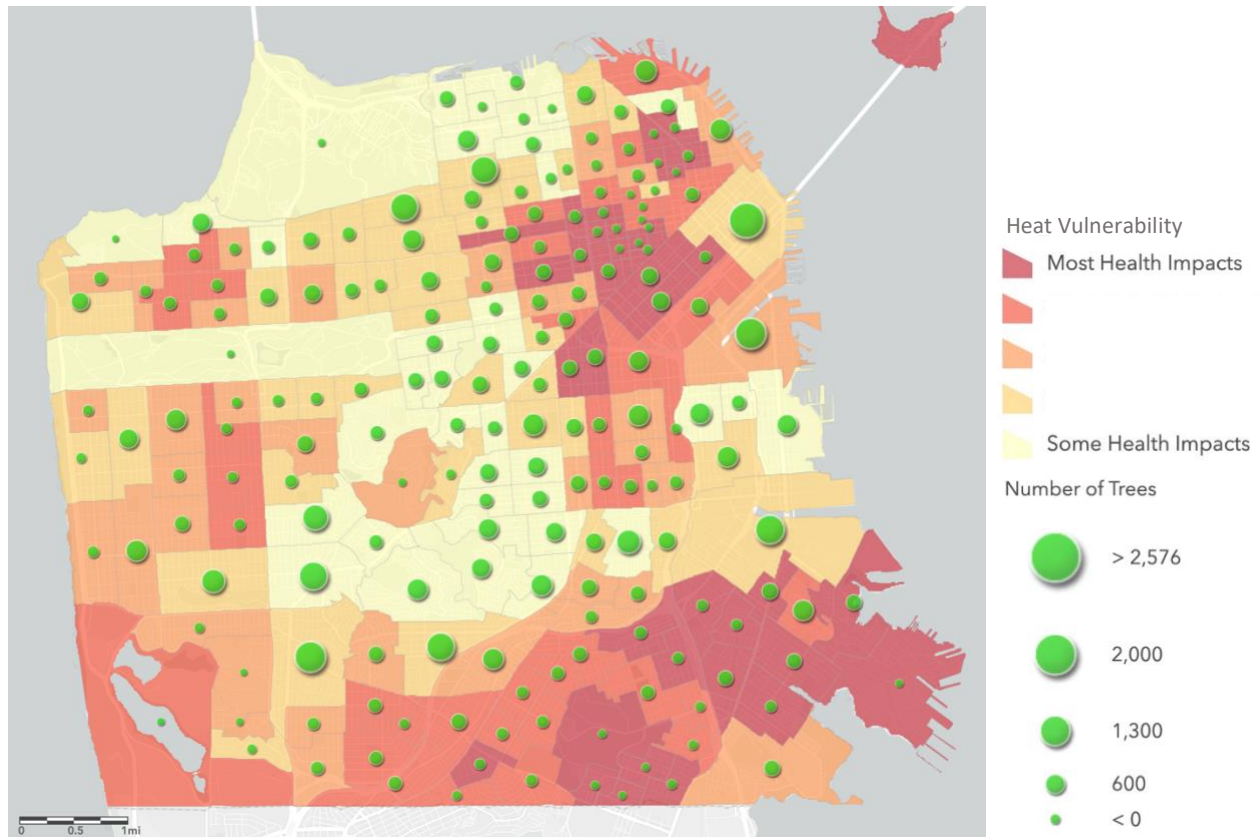 Heat Vulnerability
Most Health Impacts
Some Health Impacts
Number of Trees
> 2,576
2,000
1,300
600
< 0
0 0.5 1mi